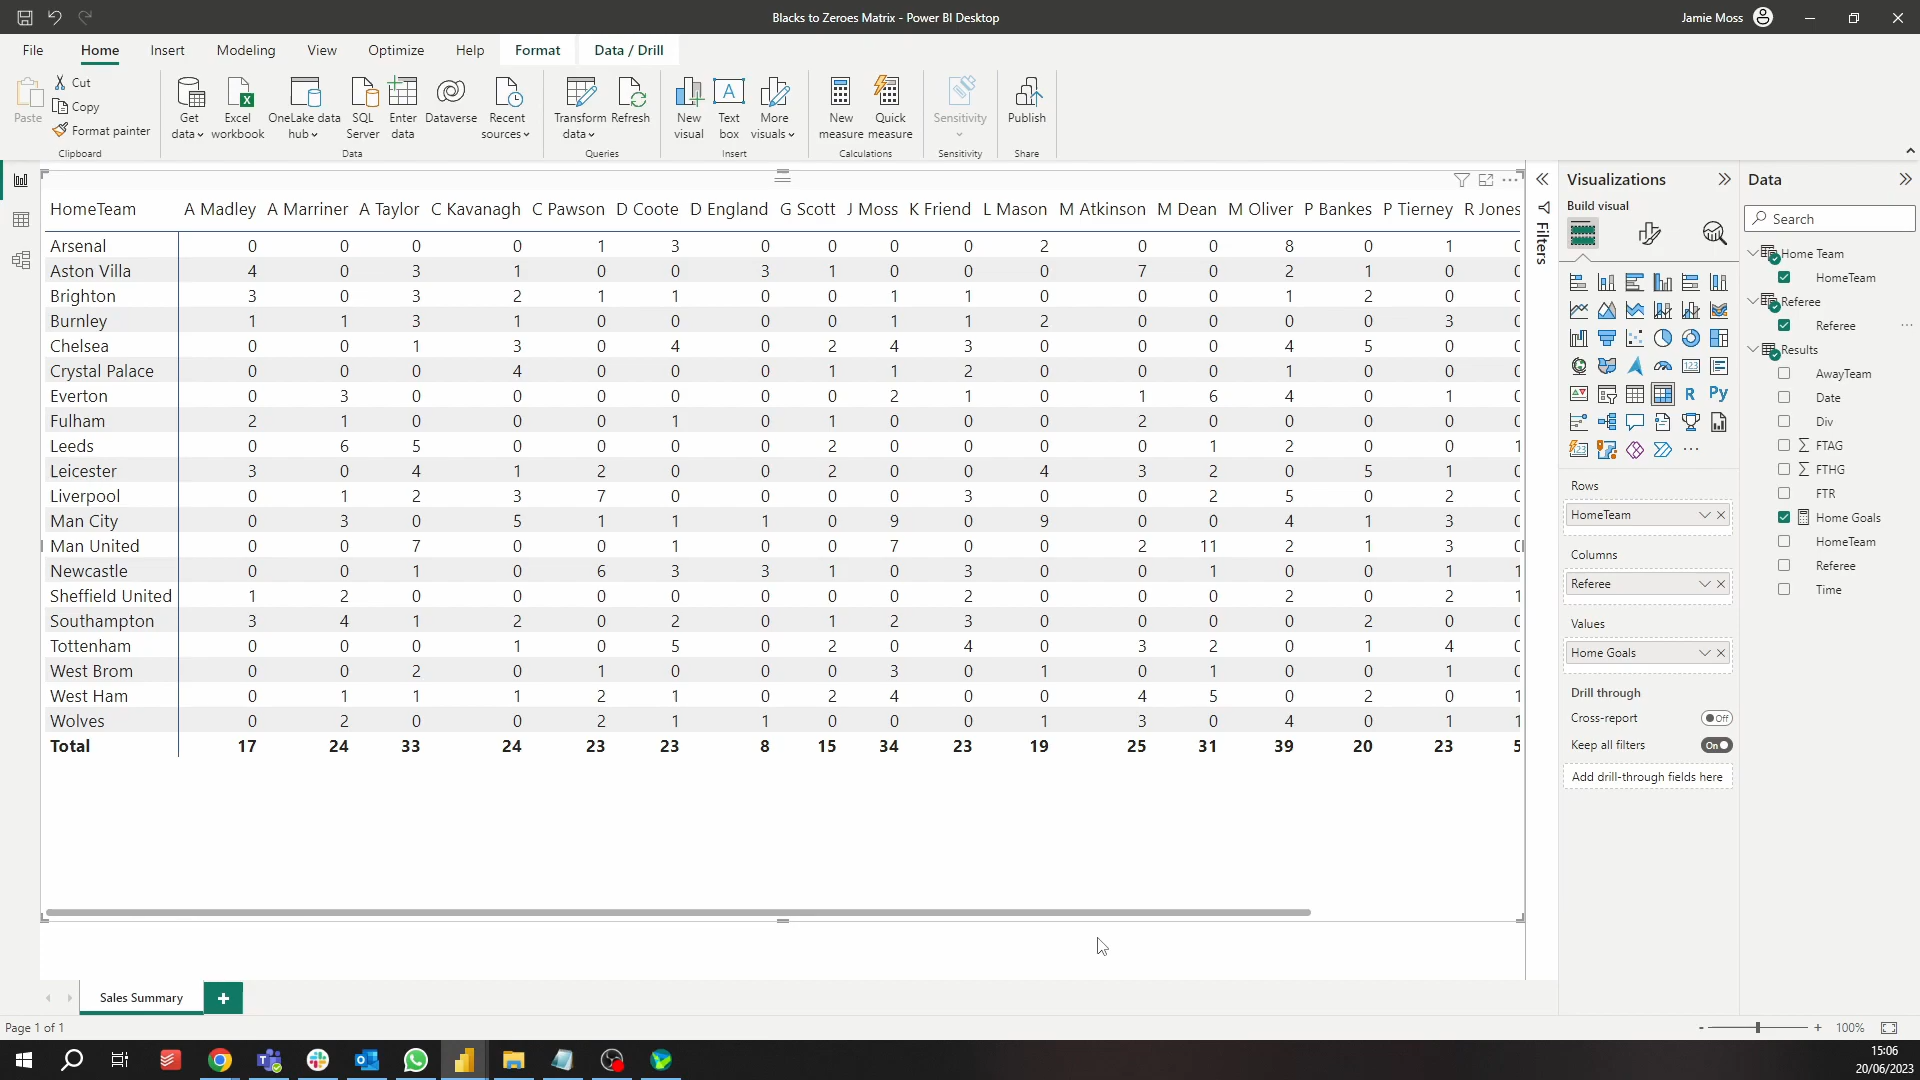 Blacks to Zeroes Matrix - Power BI Desktop
Jamie Moss
File Home Insert Modeling View Optimize Help Format Data / Drill
Paste
Cut
Copy
Format painter
Clipboard
Get data
Excel workbook
OneLake data hub
SQL Server
Enter data
Dataverse
Recent sources
Data
Transform data
Refresh
Queries
New visual
Text box
More visuals
Insert
New measure
Quick measure
Calculations
Sensitivity
Sensitivity
Publish
Share
HomeTeam A Madley A Marriner A Taylor C Kavanagh C Pawson D Coote D England G Scott J Moss K Friend L Mason M Atkinson M Dean M Oliver P Bankes P Tierney R Jones
Arsenal 0 0 0 0 1 3 0 0 0 0 2 0 0 8 0 1
Aston Villa 4 0 3 1 0 0 3 1 0 0 0 7 0 2 1 0
Brighton 3 0 3 2 1 1 0 0 1 1 0 0 0 1 2 0
Burnley 1 1 3 1 0 0 0 0 1 1 2 0 0 0 0 3
Chelsea 0 0 1 3 0 4 0 2 4 3 0 0 0 4 5 0
Crystal Palace 0 0 0 4 0 0 0 1 1 2 0 0 0 1 0 0
Everton 0 3 0 0 0 0 0 0 2 1 0 1 6 4 0 1
Fulham 2 1 0 0 0 1 0 1 0 0 0 2 0 0 0 0
Leeds 0 6 5 0 0 0 0 2 0 0 0 0 1 2 0 0 1
Leicester 3 0 4 1 2 0 0 2 0 0 4 3 2 0 5 1
Liverpool 0 1 2 3 7 0 0 0 0 3 0 0 2 5 0 2
Man City 0 3 0 5 1 1 1 0 9 0 9 0 0 4 1 3
Man United 0 0 7 0 0 1 0 0 7 0 0 2 11 2 1 3
Newcastle 0 0 1 0 6 3 3 1 0 3 0 0 1 0 0 1 1
Sheffield United 1 2 0 0 0 0 0 0 0 2 0 0 0 2 0 2 1
Southampton 3 4 1 2 0 2 0 1 2 3 0 0 0 0 2 0
Tottenham 0 0 0 1 0 5 0 2 0 4 0 3 2 0 1 4
West Brom 0 0 2 0 1 0 0 0 3 0 1 0 1 0 0 1
West Ham 0 1 1 1 2 1 0 2 4 0 0 4 5 0 2 0 1
Wolves 0 2 0 0 2 1 1 0 0 0 1 3 0 4 0 1 1
Total 17 24 33 24 23 23 8 15 34 23 19 25 31 39 20 23 5
Filters
Visualizations
Build visual
R Py
123
Rows
HomeTeam
Columns
Referee
Values
Home Goals
Drill through
Cross-report Off
Keep all filters On
Add drill-through fields here
Data
Search
Home Team
HomeTeam
Referee
Referee
Results
AwayTeam
Date
Div
FTAG
FTHG
FTR
Home Goals
HomeTeam
Referee
Time
Sales Summary
Page 1 of 1
100%
15:06
20/06/2023